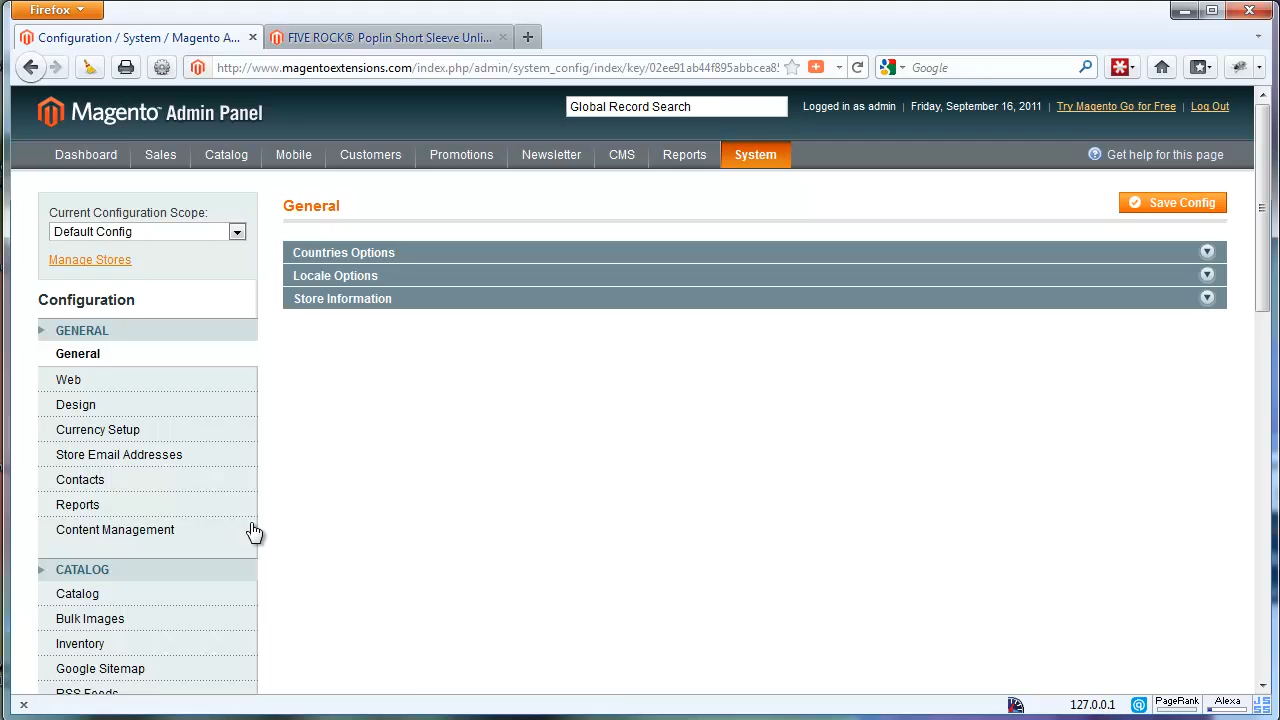 Firefox
Configuration / System / Magento A...
FIVE ROCK® Poplin Short Sleeve Unli...
http://www.magentoextensions.com/index.php/admin/system_config/index/key/02ee91ab44f895abbcea85
Google
Magento™ Admin Panel
Global Record Search
Logged in as admin
Friday, September 16, 2011
Try Magento Go for Free
Log Out
Dashboard
Sales
Catalog
Mobile
Customers
Promotions
Newsletter
CMS
Reports
System
Get help for this page
Current Configuration Scope:
Default Config
Manage Stores
Configuration
GENERAL
General
Web
Design
Currency Setup
Store Email Addresses
Contacts
Reports
Content Management
CATALOG
Catalog
Bulk Images
Inventory
Google Sitemap
RSS Feeds
General
Save Config
Countries Options
Locale Options
Store Information
127.0.0.1
PageRank
Alexa